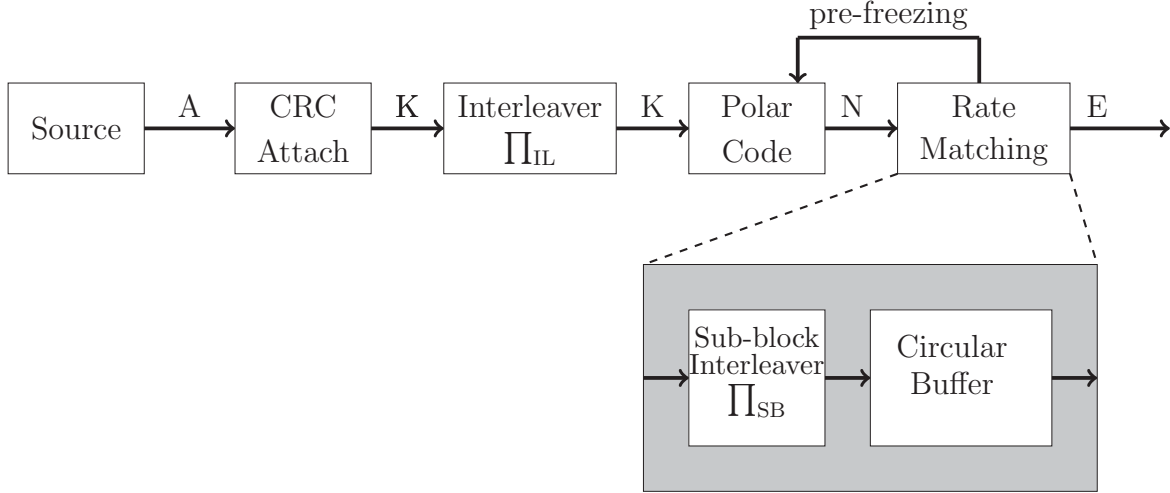 pre-freezing
Source
A
CRC
Attach
K
Interleaver
∏IL
K
Polar
Code
N
Rate
Matching
E
Sub-block
Interleaver
∏SB
Circular
Buffer